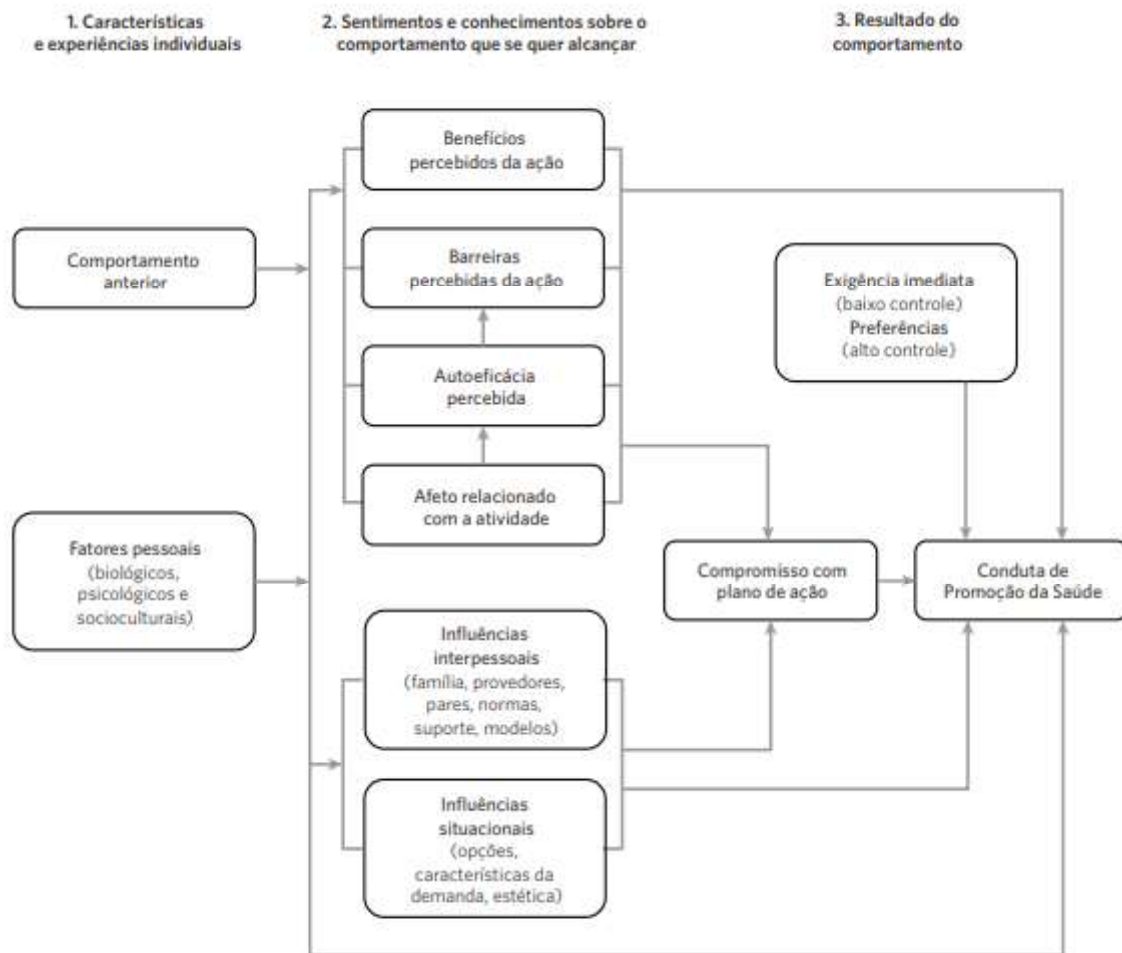 1. Características
e experiências individuais
2. Sentimentos e conhecimentos sobre o
comportamento que se quer alcançar
3. Resultado do
comportamento
Benefícios
percebidos da ação
Comportamento
anterior
Barreiras
percebidas da ação
Exigência imediata
(baixo controle)
Preferências
(alto controle)
Autoeficácia
percebida
Afeto relacionado
com a atividade
Fatores pessoais
(biológicos,
psicológicos e
socioculturais)
Compromisso com
plano de ação
Conduta de
Promoção da Saúde
Influências
interpessoais
(família, provedores,
pares, normas,
suporte, modelos)
Influências
situacionais
(opções,
características da
demanda, estética)